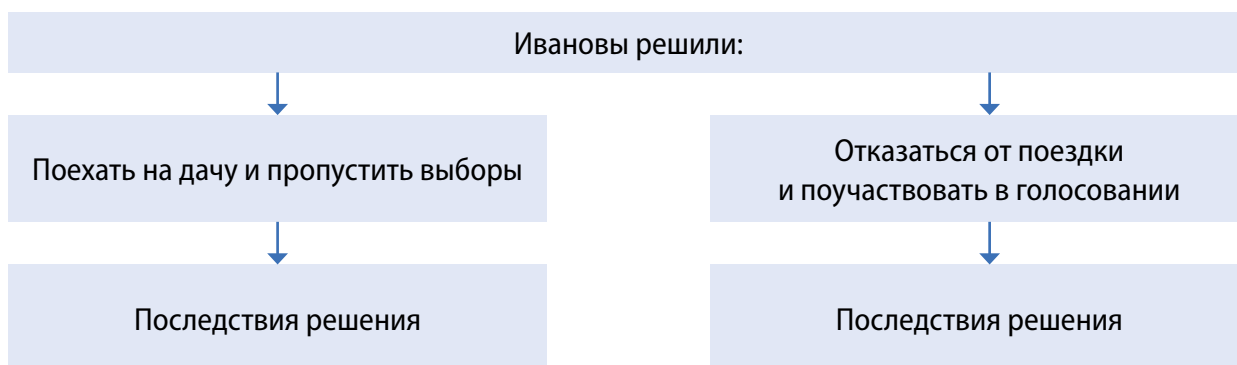 Ивановы решили:
Поехать на дачу и пропустить выборы
Отказаться от поездки
и поучаствовать в голосовании
Последствия решения
Последствия решения